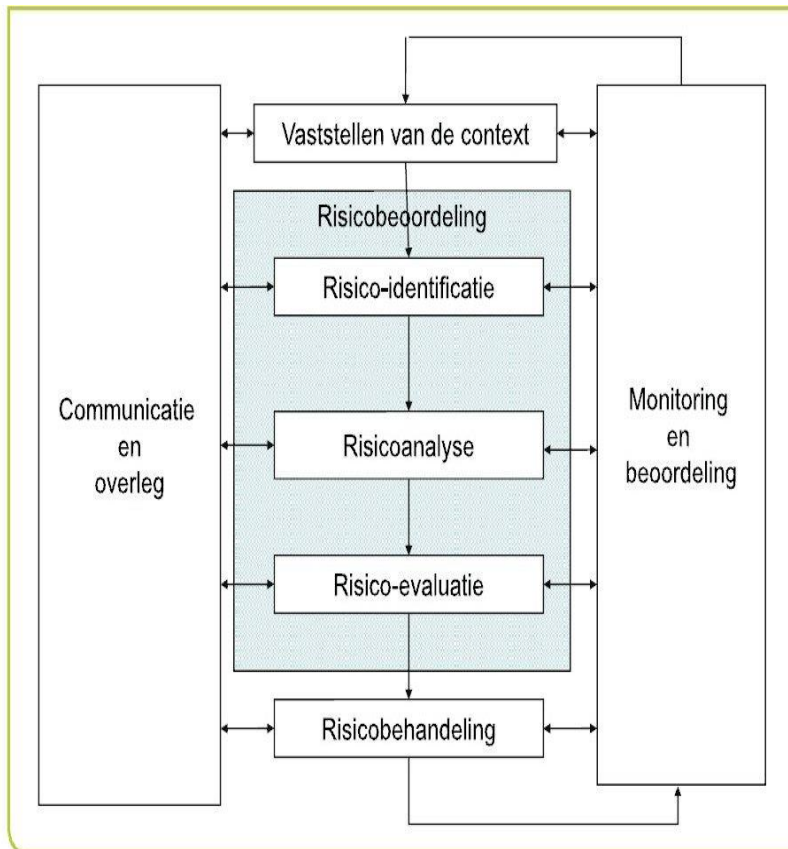 Vaststellen van de context
Risicobeoordeling
Risico-identificatie
Communicatie
en
overleg
Risicoanalyse
Monitoring
en
beoordeling
Risico-evaluatie
Risicobehandeling